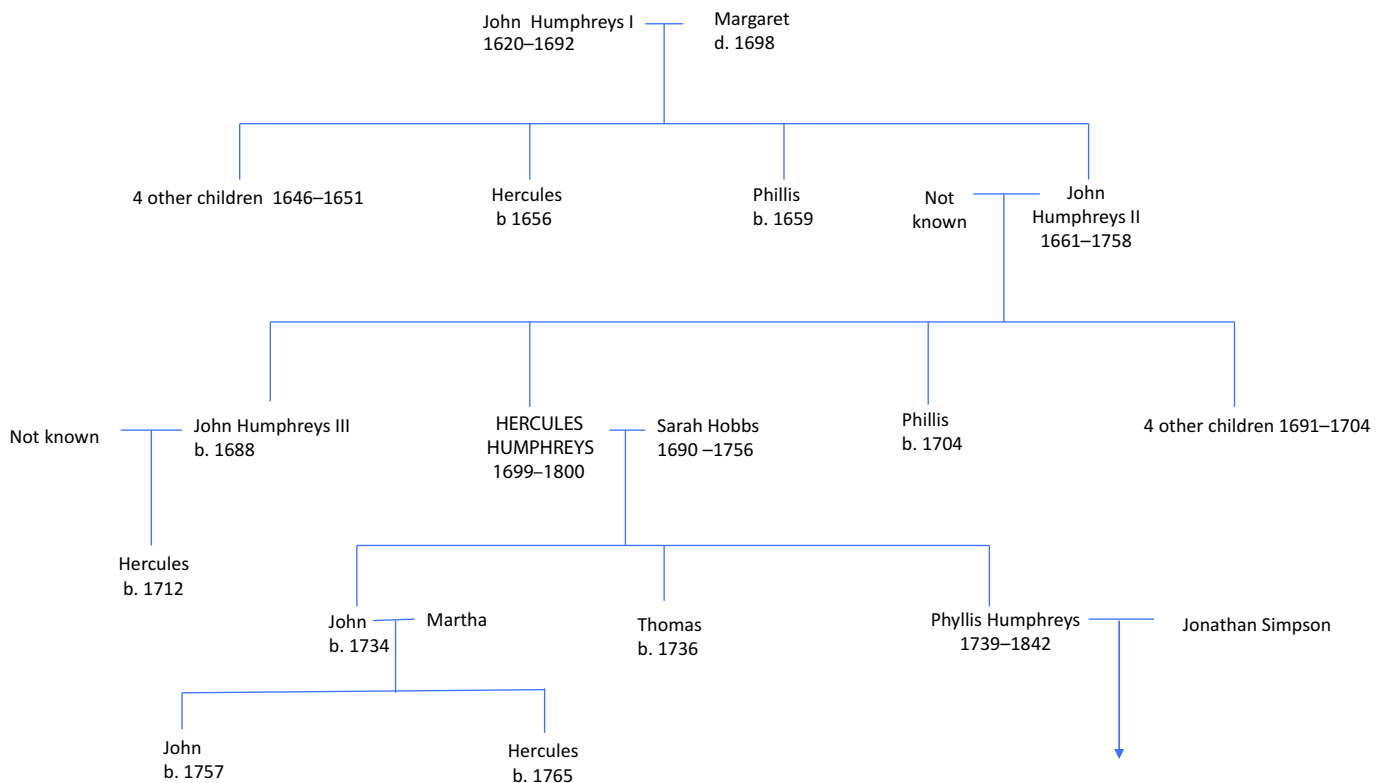 John  Humphreys I
1620–1692
Margaret
d. 1698
4 other children  1646–1651
Hercules
b 1656
Phillis
b. 1659
Not
known
John
Humphreys II
1661–1758
Not known
John Humphreys III
b. 1688
HERCULES
HUMPHREYS
1699–1800
Sarah Hobbs
1690 –1756
Phillis
b. 1704
4 other children 1691–1704
Hercules
b. 1712
John
b. 1734
Martha
Thomas
b. 1736
Phyllis Humphreys
1739–1842
Jonathan Simpson
John
b. 1757
Hercules
b. 1765